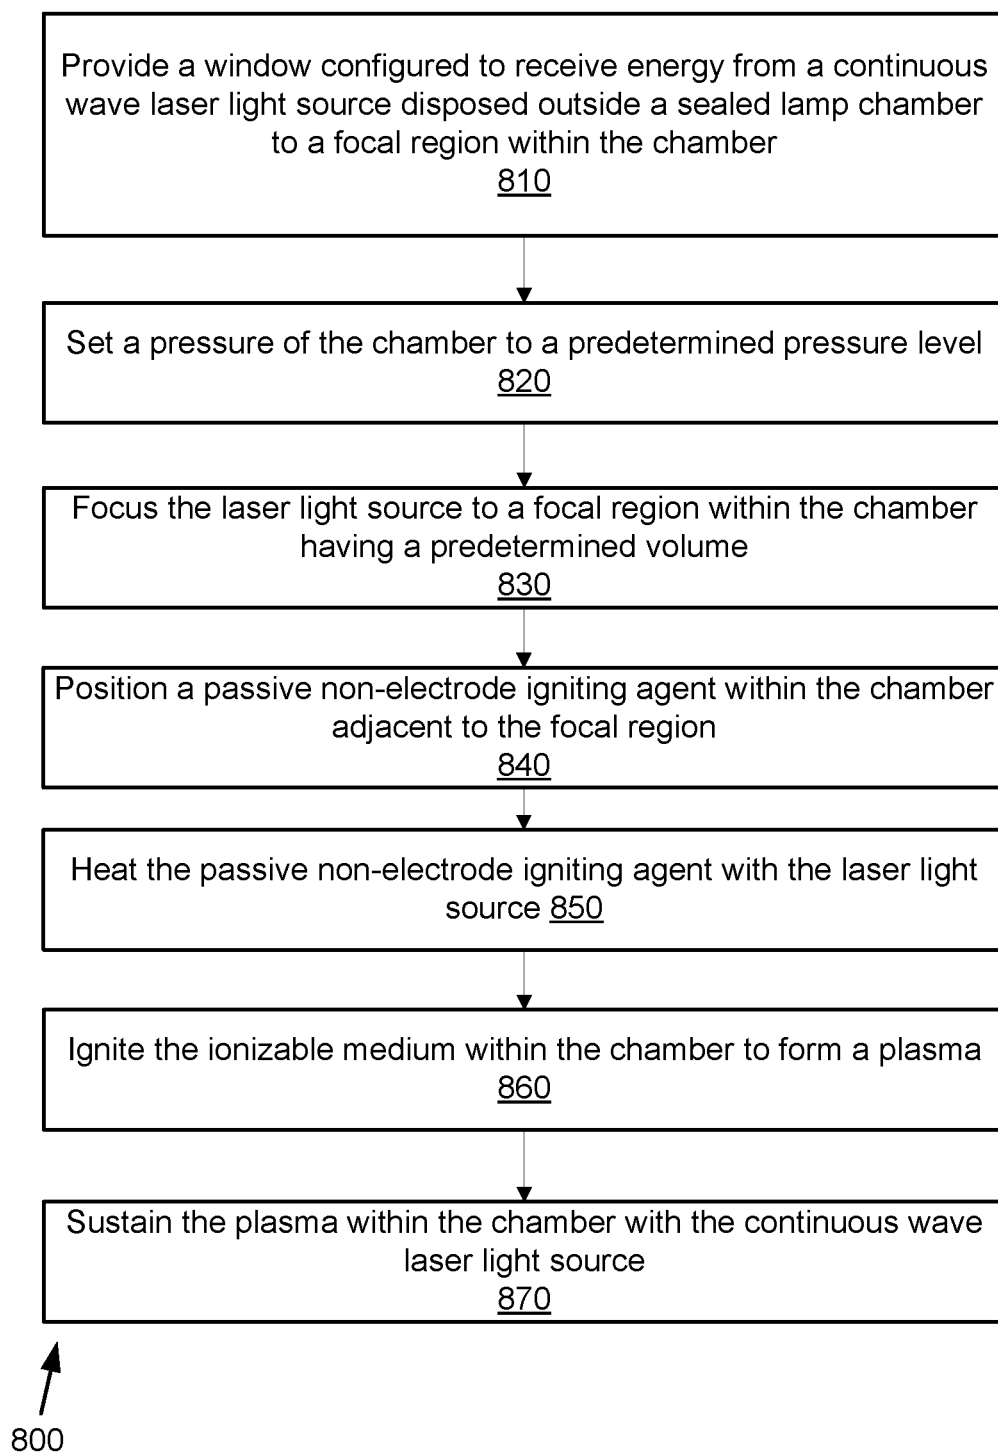 Provide a window configured to receive energy from a continuous
wave laser light source disposed outside a sealed lamp chamber
to a focal region within the chamber
810
Set a pressure of the chamber to a predetermined pressure level
820
Focus the laser light source to a focal region within the chamber
having a predetermined volume
830
Position a passive non-electrode igniting agent within the chamber
adjacent to the focal region
840
Heat the passive non-electrode igniting agent with the laser light
source 850
Ignite the ionizable medium within the chamber to form a plasma
860
Sustain the plasma within the chamber with the continuous wave
laser light source
870
800